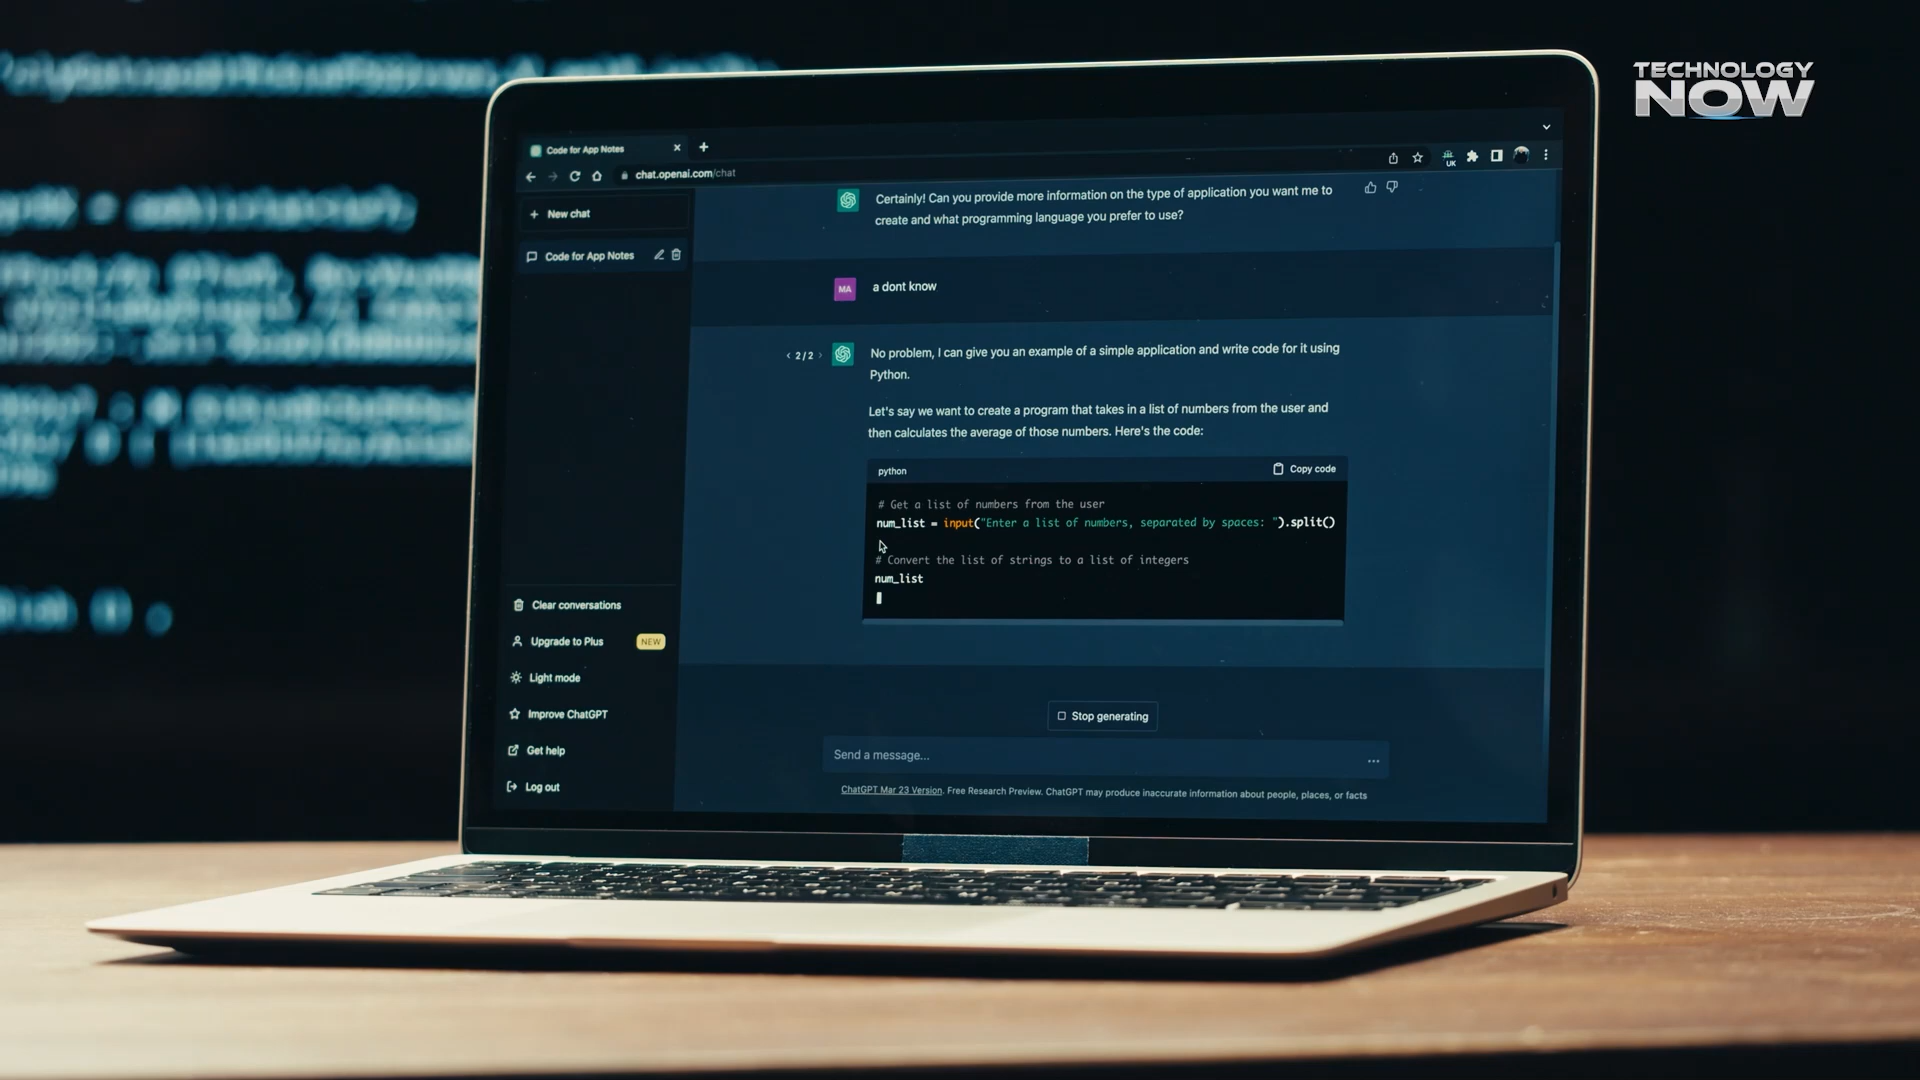 TECHNOLOGY
NOW
Code for App Notes
chat.openai.com/chat
UK
New chat
Code for App Notes
Certainly! Can you provide more information on the type of application you want me to
create and what programming language you prefer to use?
MA
a dont know
2 / 2
No problem, I can give you an example of a simple application and write code for it using
Python.
Let's say we want to create a program that takes in a list of numbers from the user and
then calculates the average of those numbers. Here's the code:
python
Copy code
# Get a list of numbers from the user
num_list = input("Enter a list of numbers, separated by spaces: ").split()
# Convert the list of strings to a list of integers
num_list
Clear conversations
Upgrade to Plus
NEW
Light mode
Improve ChatGPT
Get help
Log out
Stop generating
Send a message...
ChatGPT Mar 23 Version. Free Research Preview. ChatGPT may produce inaccurate information about people, places, or facts